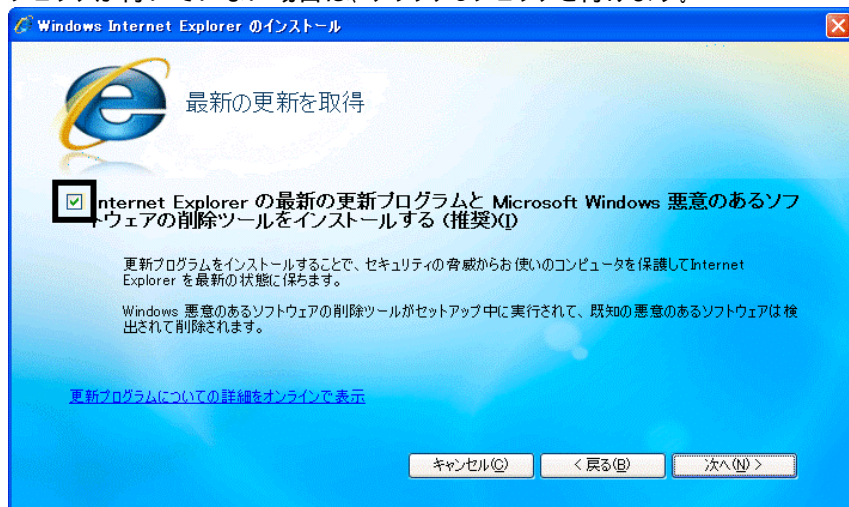 Windows Internet Explorer のインストール
最新の更新を取得
nternet Explorer の最新の更新プログラムと Microsoft Windows 悪意のあるソフ
トウェアの削除ツールをインストールする (推奨)(I)
更新プログラムをインストールすることで、セキュリティの脅威からお使いのコンピュータを保護してInternet
Explorer を最新の状態に保ちます。
Windows 悪意のあるソフトウェアの削除ツールがセットアップ中に実行されて、既知の悪意のあるソフトウェアは検
出されて削除されます。
更新プログラムについての詳細をオンラインで表示
キャンセル(C) < 戻る(B) 次へ(N) >